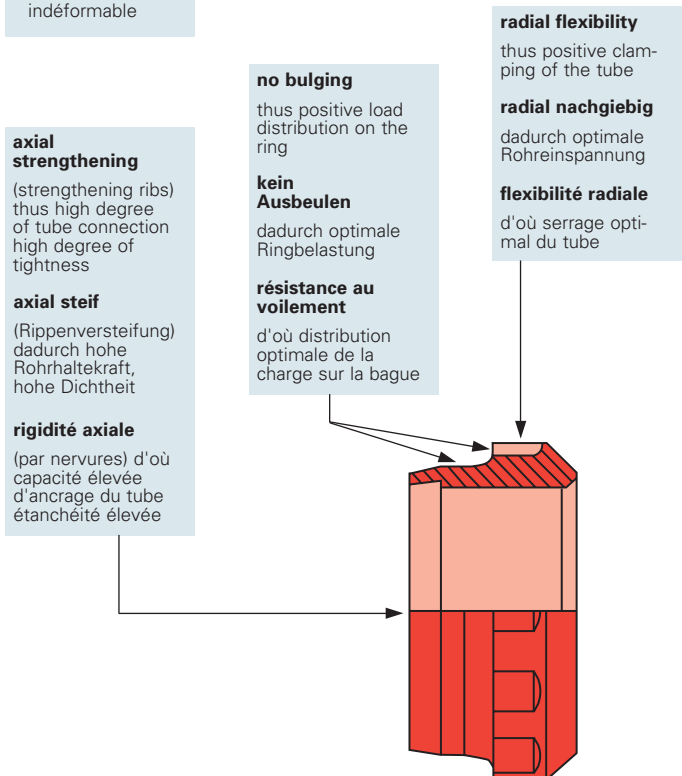 indéformable
axial
strengthening
(strengthening ribs)
thus high degree
of tube connection
high degree of
tightness
axial steif
(Rippenversteifung)
dadurch hohe
Rohrhaltekraft,
hohe Dichtheit
rigidité axiale
(par nervures) d'où
capacité élevée
d'ancrage du tube
étanchéité élevée
no bulging
thus positive load
distribution on the
ring
kein
Ausbeulen
dadurch optimale
Ringbelastung
résistance au
voilement
d'où distribution
optimale de la
charge sur la bague
radial flexibility
thus positive clam-
ping of the tube
radial nachgiebig
dadurch optimale
Rohreinspannung
flexibilité radiale
d'où serrage opti-
mal du tube